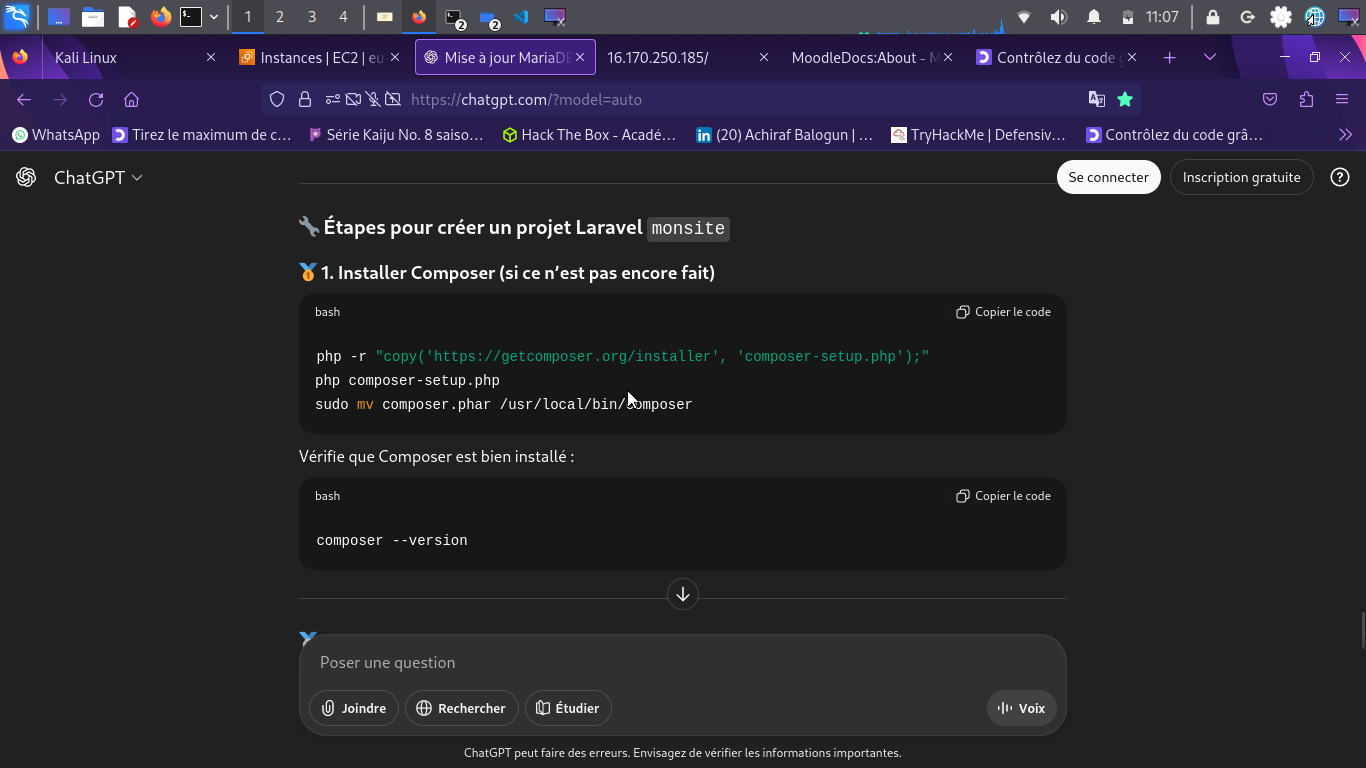 1 2 3 4 2 2 11:07
Kali Linux Instances | EC2 | eu Mise à jour MariaDB 16.170.250.185/ MoodleDocs:About - M Contrôlez du code g
https://chatgpt.com/?model=auto
WhatsApp Tirez le maximum de c… Série Kaiju No. 8 saiso… Hack The Box - Acadé… (20) Achiraf Balogun | … TryHackMe | Defensiv… Contrôlez du code grâ…
ChatGPT Se connecter Inscription gratuite ?
Étapes pour créer un projet Laravel monsite
1. Installer Composer (si ce n’est pas encore fait)
bash Copier le code
php -r "copy('https://getcomposer.org/installer', 'composer-setup.php');"
php composer-setup.php
sudo mv composer.phar /usr/local/bin/composer
Vérifie que Composer est bien installé :
bash Copier le code
composer --version
Poser une question
Joindre Rechercher Étudier Voix
ChatGPT peut faire des erreurs. Envisagez de vérifier les informations importantes.